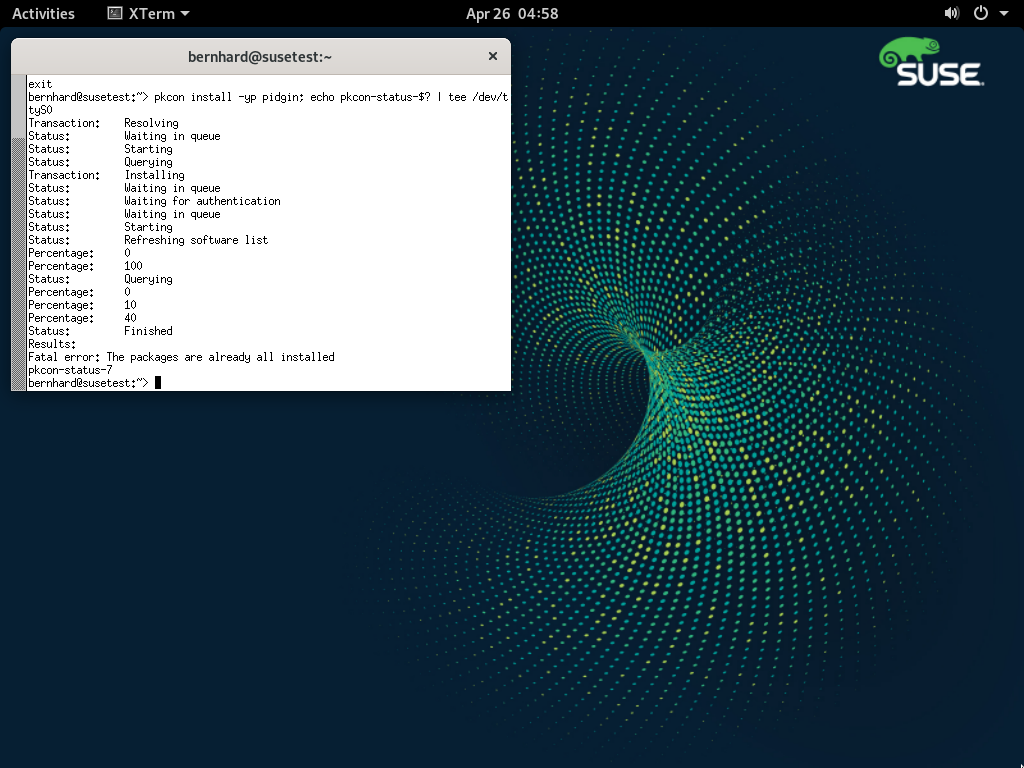 Activities XTerm Apr 26 04:58
SUSE
bernhard@susetest:~
exit
bernhard@susetest:~> pkcon install -yp pidgin; echo pkcon-status-$? | tee /dev/t
tyS0
Transaction: Resolving
Status: Waiting in queue
Status: Starting
Status: Querying
Transaction: Installing
Status: Waiting in queue
Status: Waiting for authentication
Status: Waiting in queue
Status: Starting
Status: Refreshing software list
Percentage: 0
Percentage: 100
Status: Querying
Percentage: 0
Percentage: 10
Percentage: 40
Status: Finished
Results:
Fatal error: The packages are already all installed
pkcon-status-7
bernhard@susetest:~>